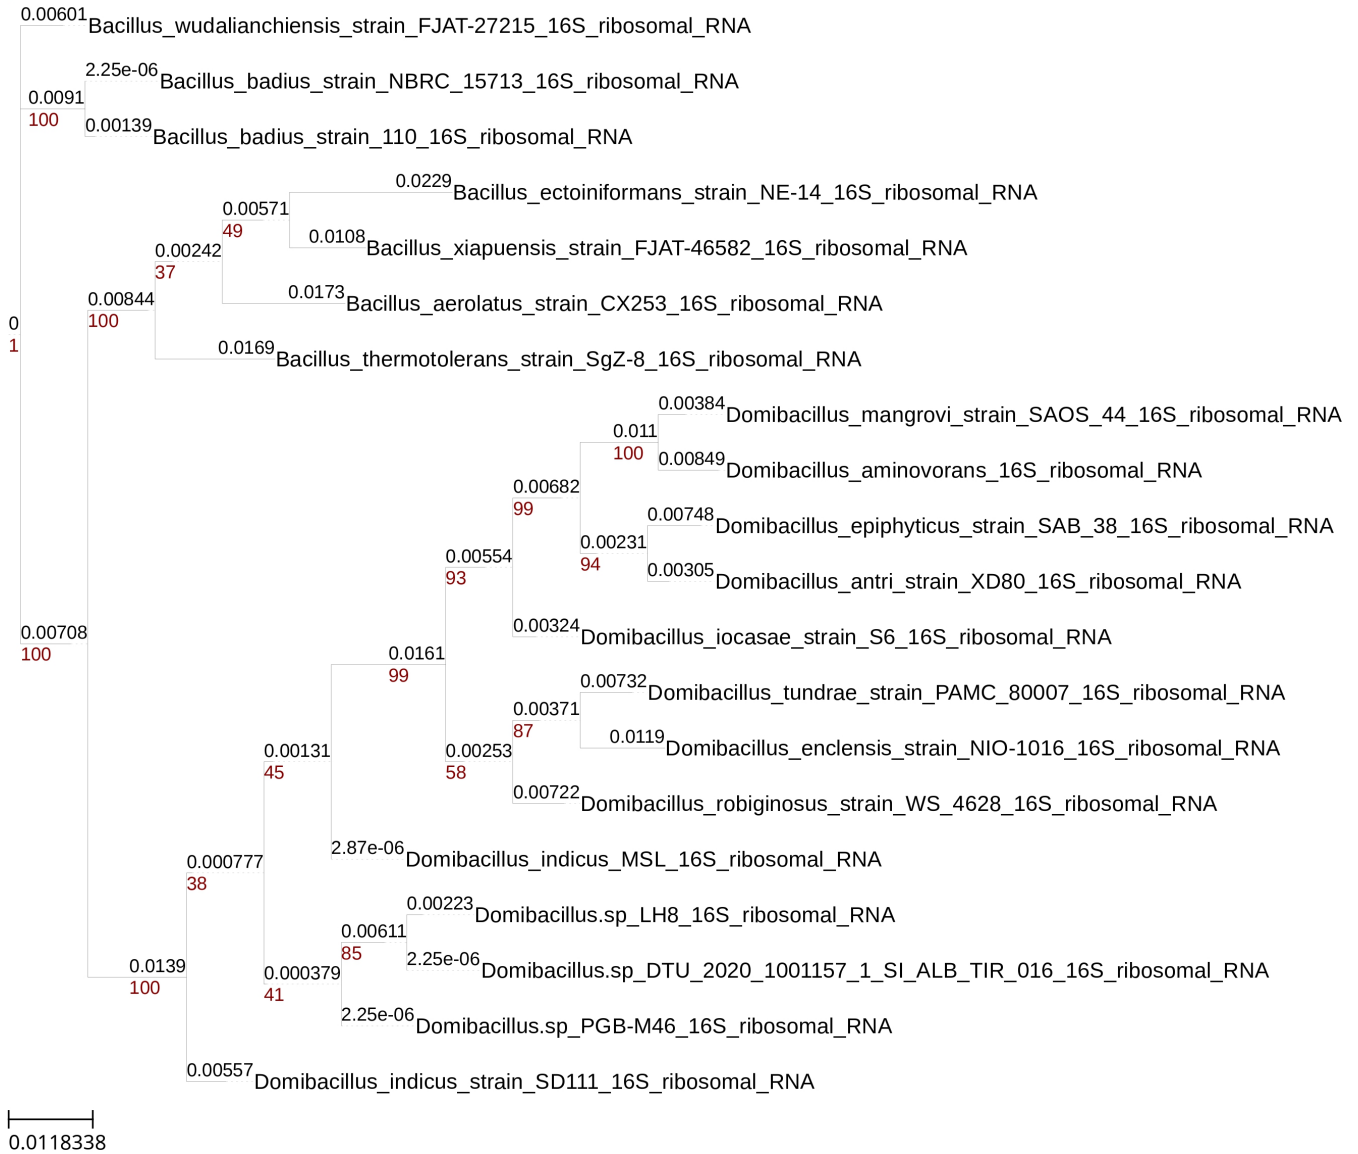 0.00601
Bacillus_wudalianchiensis_strain_FJAT-27215_16S_ribosomal_RNA
2.25e-06
Bacillus_badius_strain_NBRC_15713_16S_ribosomal_RNA
0.0091
100
0.00139
Bacillus_badius_strain_110_16S_ribosomal_RNA
0.0229
Bacillus_ectoiniformans_strain_NE-14_16S_ribosomal_RNA
0.00571
49
0.0108
Bacillus_xiapuensis_strain_FJAT-46582_16S_ribosomal_RNA
0.00242
37
0.0173
Bacillus_aerolatus_strain_CX253_16S_ribosomal_RNA
0.00844
100
0
1
0.0169
Bacillus_thermotolerans_strain_SgZ-8_16S_ribosomal_RNA
0.00384
Domibacillus_mangrovi_strain_SAOS_44_16S_ribosomal_RNA
0.011
100
0.00849
Domibacillus_aminovorans_16S_ribosomal_RNA
0.00682
99
0.00748
Domibacillus_epiphyticus_strain_SAB_38_16S_ribosomal_RNA
0.00231
94
0.00305
Domibacillus_antri_strain_XD80_16S_ribosomal_RNA
0.00554
93
0.00324
Domibacillus_iocasae_strain_S6_16S_ribosomal_RNA
0.00708
100
0.0161
99
0.00732
Domibacillus_tundrae_strain_PAMC_80007_16S_ribosomal_RNA
0.00371
87
0.0119
Domibacillus_enclensis_strain_NIO-1016_16S_ribosomal_RNA
0.00131
45
0.00253
58
0.00722
Domibacillus_robiginosus_strain_WS_4628_16S_ribosomal_RNA
2.87e-06
Domibacillus_indicus_MSL_16S_ribosomal_RNA
0.000777
38
0.00223
Domibacillus.sp_LH8_16S_ribosomal_RNA
0.00611
85
2.25e-06
Domibacillus.sp_DTU_2020_1001157_1_SI_ALB_TIR_016_16S_ribosomal_RNA
0.0139
100
0.000379
41
2.25e-06
Domibacillus.sp_PGB-M46_16S_ribosomal_RNA
0.00557
Domibacillus_indicus_strain_SD111_16S_ribosomal_RNA
0.0118338